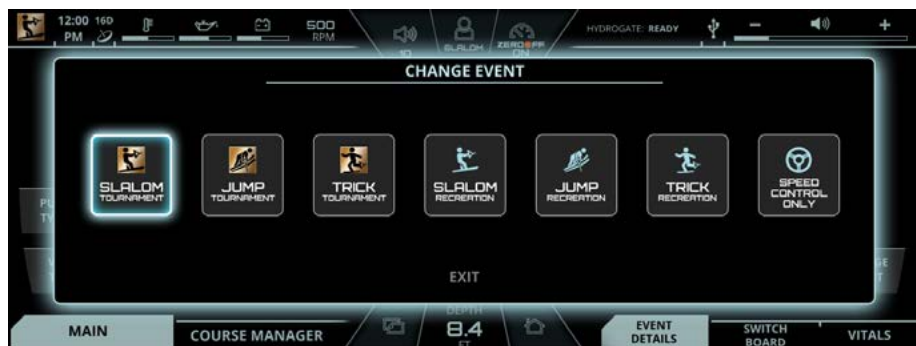 12:00 16D
PM
500
RPM
SLALOM
ZERO OFF
ON
HYDROGATE: READY
CHANGE EVENT
SLALOM
TOURNAMENT
JUMP
TOURNAMENT
TRICK
TOURNAMENT
SLALOM
RECREATION
JUMP
RECREATION
TRICK
RECREATION
SPEED
CONTROL
ONLY
EXIT
MAIN
COURSE MANAGER
DEPTH
8.4
FT
EVENT
DETAILS
SWITCH
BOARD
VITALS